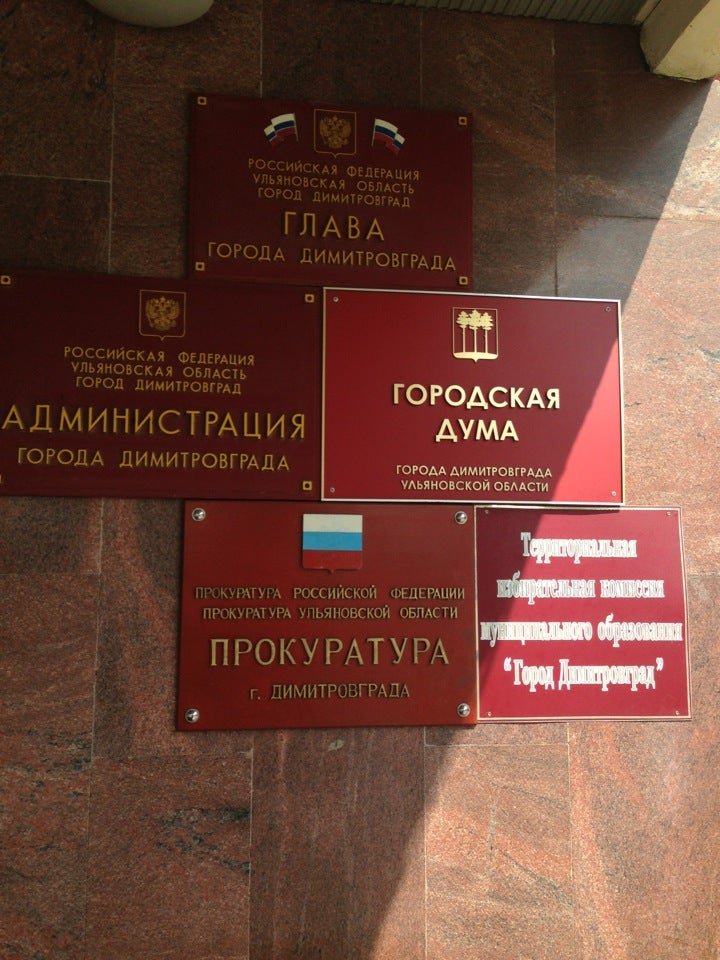 РОССИЙСКАЯ ФЕДЕРАЦИЯ
УЛЬЯНОВСКАЯ ОБЛАСТЬ
ГОРОД ДИМИТРОВГРАД
ГЛАВА
ГОРОДА ДИМИТРОВГРАДА
РОССИЙСКАЯ ФЕДЕРАЦИЯ
УЛЬЯНОВСКАЯ ОБЛАСТЬ
ГОРОД ДИМИТРОВГРАД
АДМИНИСТРАЦИЯ
ГОРОДА ДИМИТРОВГРАДА
ГОРОДСКАЯ
ДУМА
ГОРОДА ДИМИТРОВГРАДА
УЛЬЯНОВСКОЙ ОБЛАСТИ
ПРОКУРАТУРА РОССИЙСКОЙ ФЕДЕРАЦИИ
ПРОКУРАТУРА УЛЬЯНОВСКОЙ ОБЛАСТИ
ПРОКУРАТУРА
г. ДИМИТРОВГРАДА
Территориальная
избирательная комиссия
муниципального образования
"Город Димитровград"